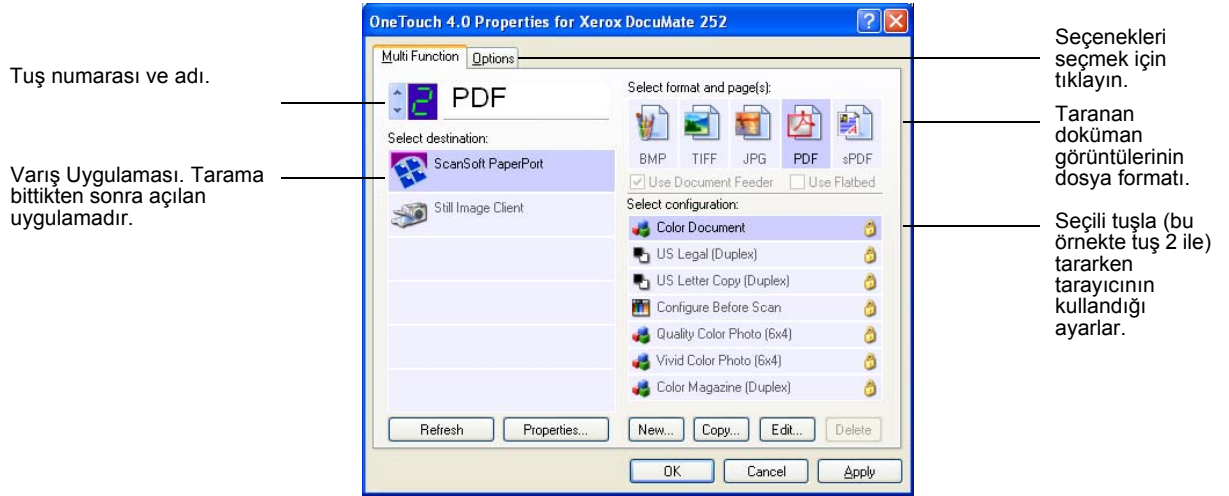 Tuş numarası ve adı.
Varış Uygulaması. Tarama
bittikten sonra açılan
uygulamadır.
OneTouch 4.0 Properties for Xerox DocuMate 252
Multi Function
Options
2
PDF
Select destination:
ScanSoft PaperPort
Still Image Client
Refresh
Properties...
Select format and page(s):
BMP TIFF JPG PDF sPDF
Use Document Feeder
Use Flatbed
Select configuration:
Color Document
US Legal (Duplex)
US Letter Copy (Duplex)
Configure Before Scan
Quality Color Photo (6x4)
Vivid Color Photo (6x4)
Color Magazine (Duplex)
New...
Copy...
Edit...
Delete
OK
Cancel
Apply
Seçenekleri
seçmek için
tıklayın.
Taranan
doküman
görüntülerinin
dosya formatı.
Seçili tuşla (bu
örnekte tuş 2 ile)
tararken
tarayıcının
kullandığı
ayarlar.